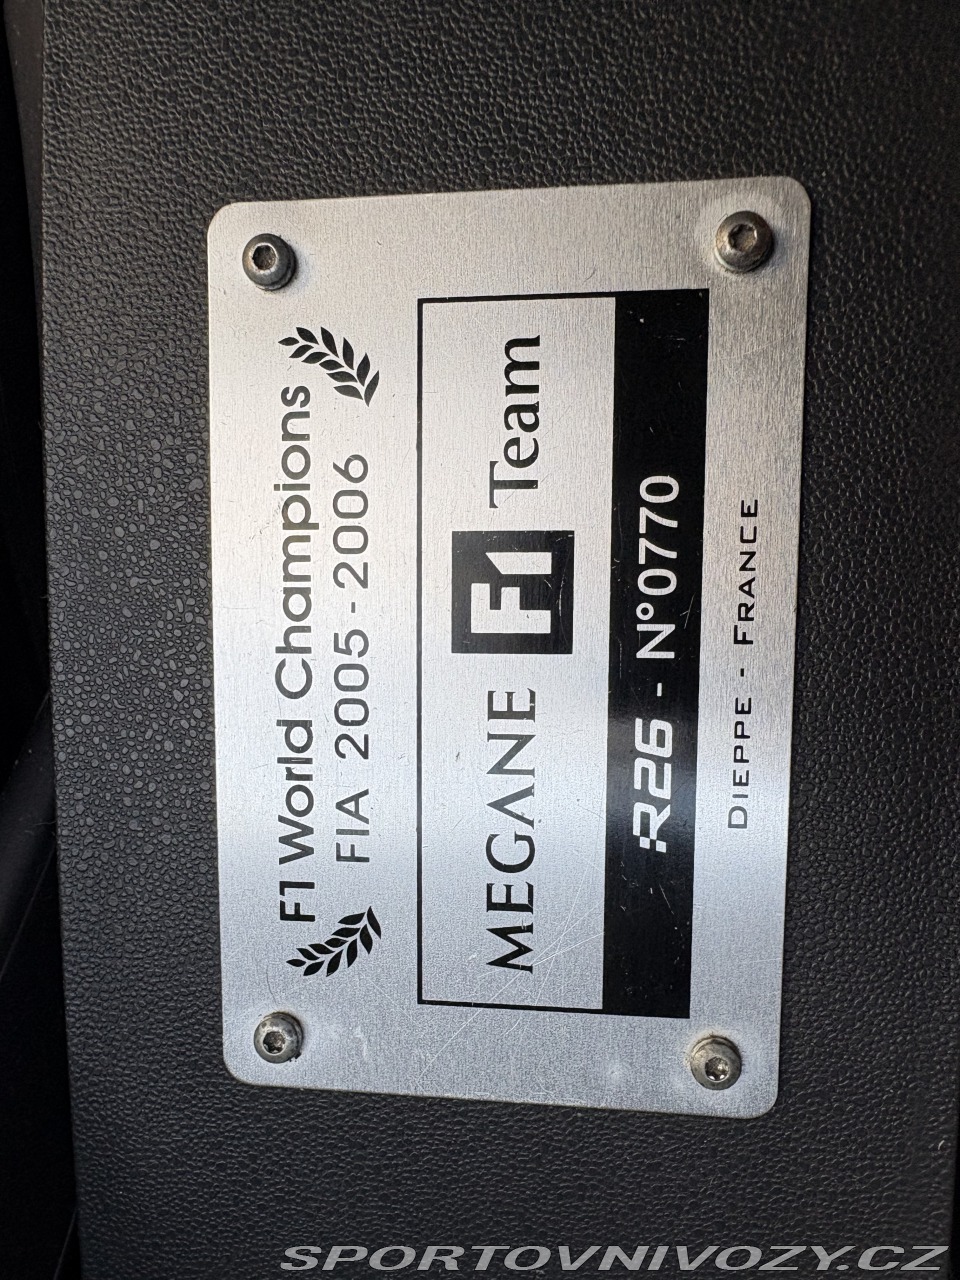 F1 World Champions
FIA 2005-2006
MEGANE F1 Team
R26 - N°0770
DIEPPE - FRANCE
SPORTOVNIVOZY.CZ